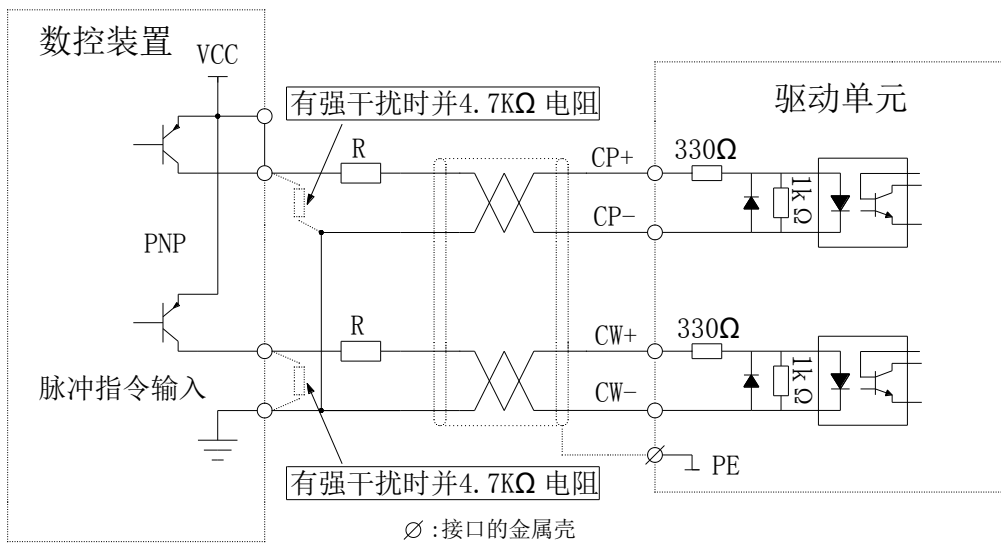 数控装置
VCC
有强干扰时并4.7KΩ 电阻
驱动单元
R
CP+
330Ω
1kΩ
CP-
PNP
R
CW+
330Ω
1kΩ
脉冲指令输入
CW-
PE
有强干扰时并4.7KΩ 电阻
∅:接口的金属壳